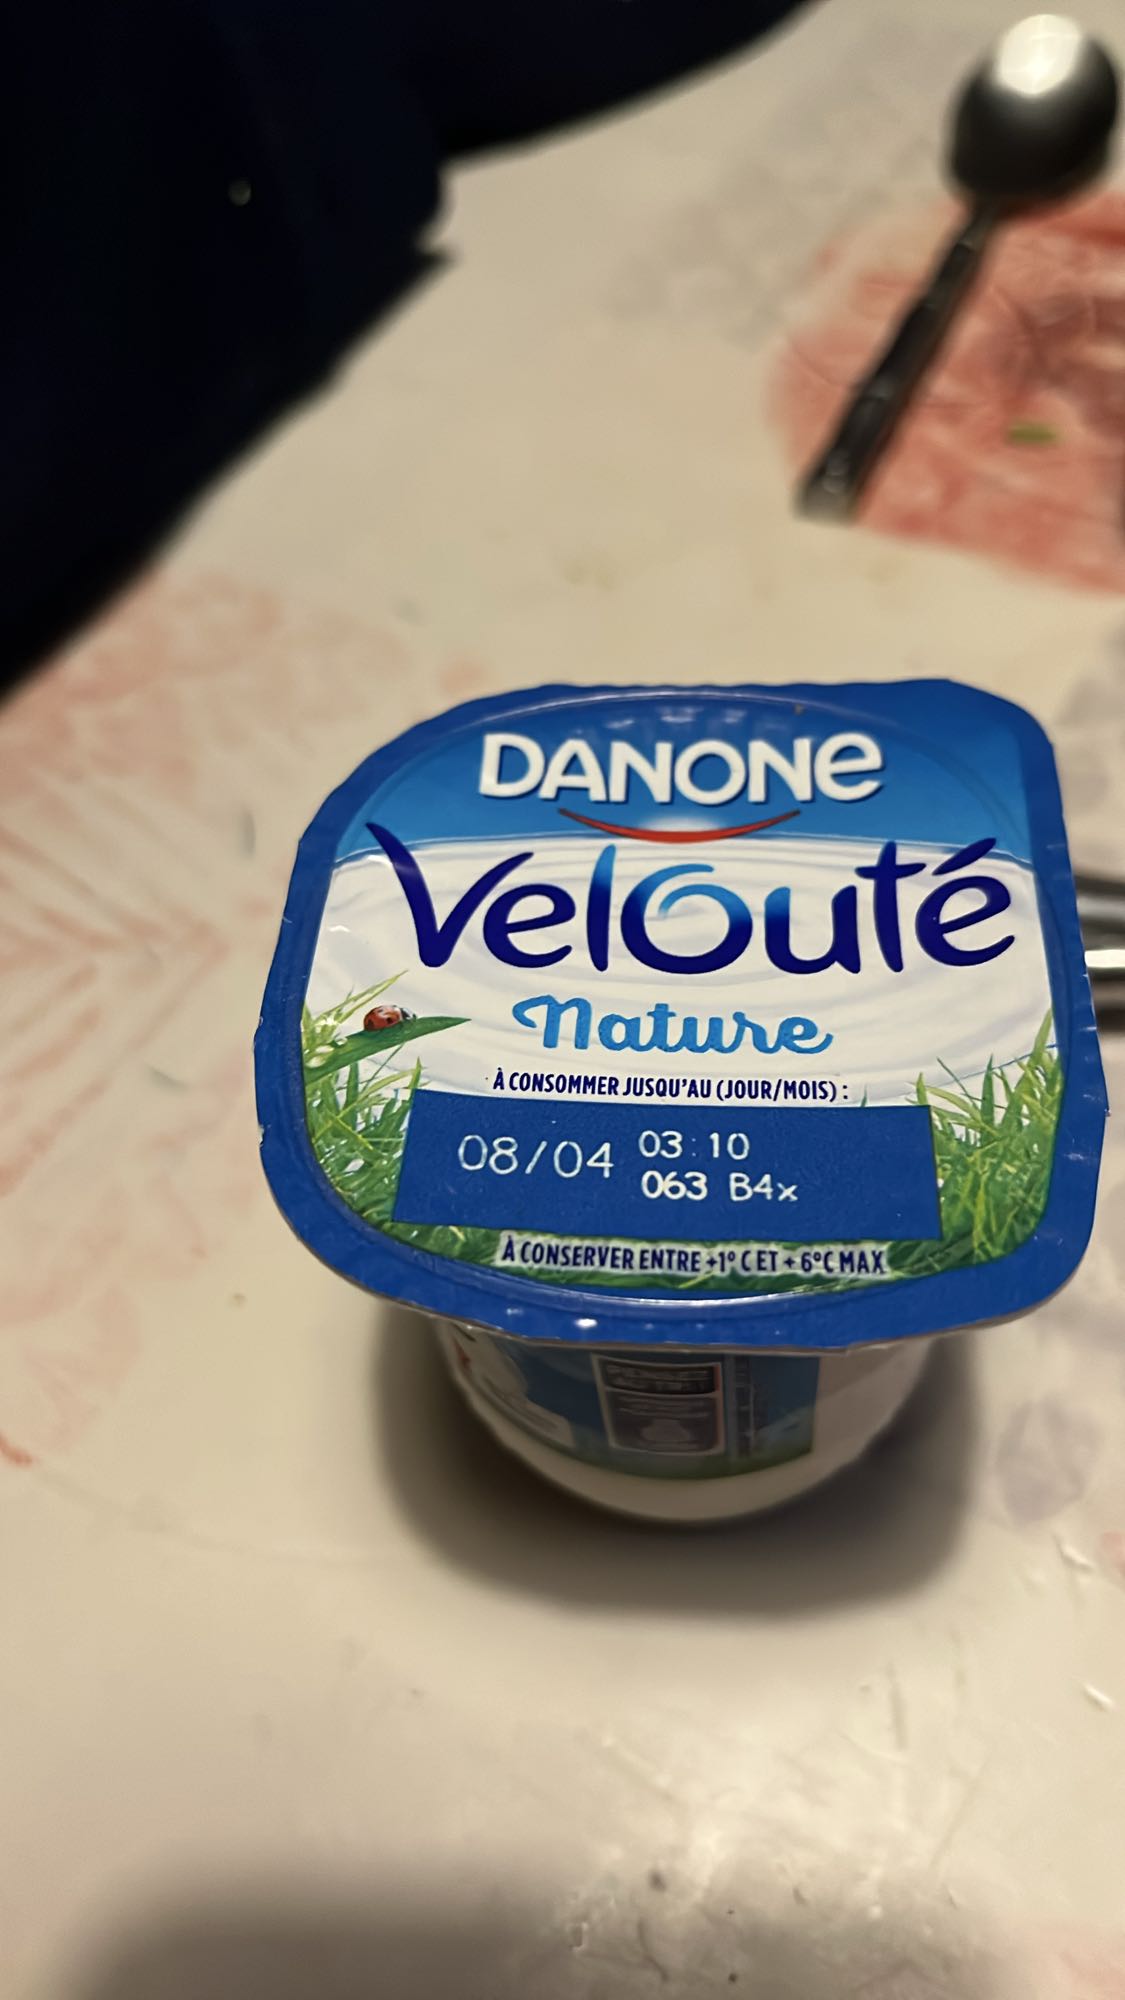 DANONE
Velouté
Nature
À CONSOMMER JUSQU'AU (JOUR/MOIS) :
08/04 03:10
063 B4x
À CONSERVER ENTRE +1°C ET +6°C MAX